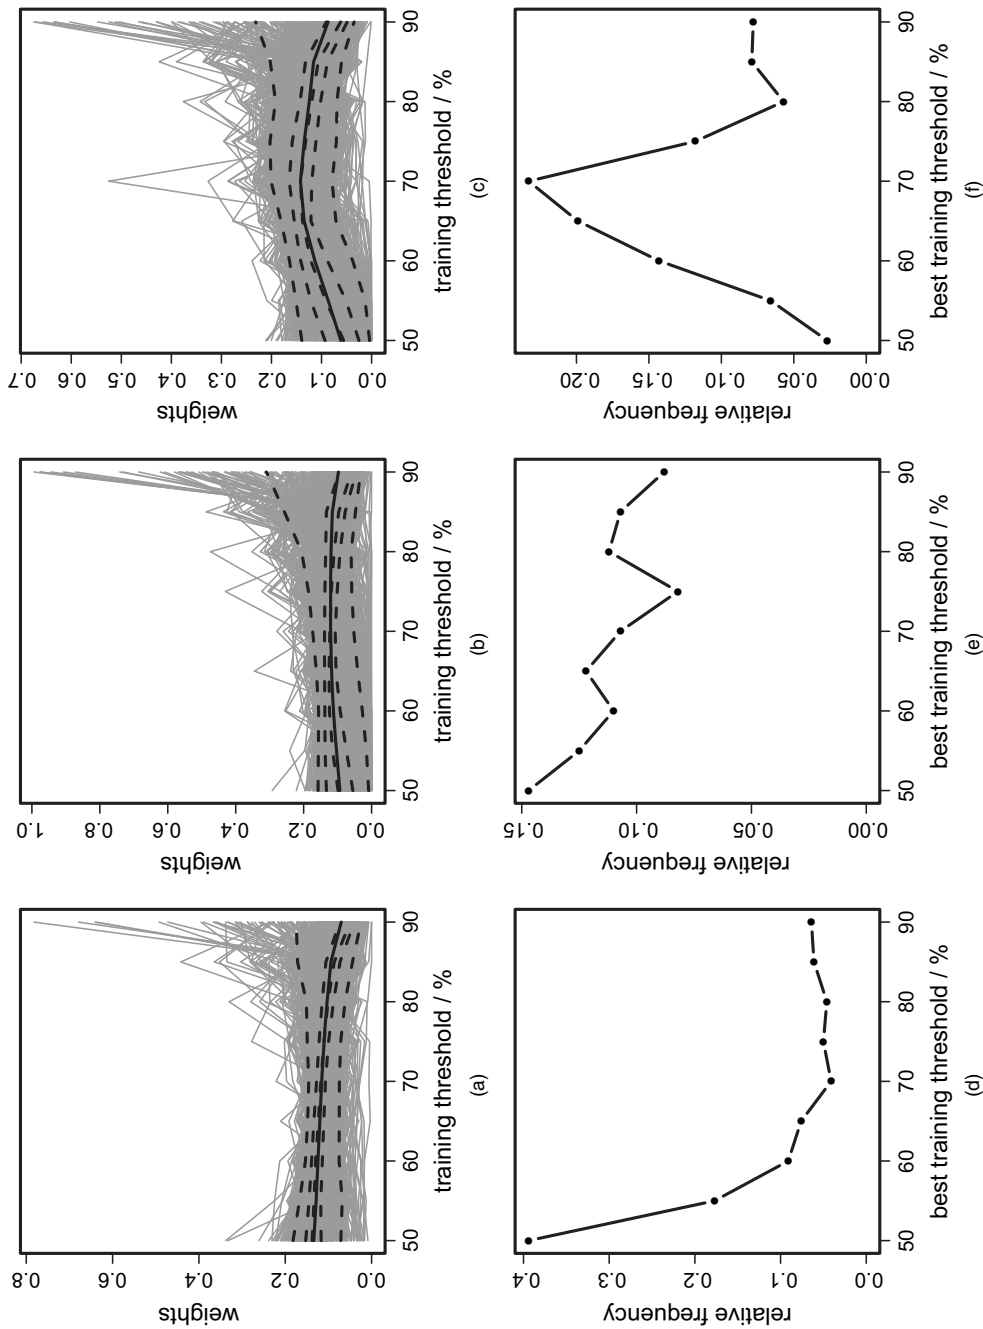 0.0 0.2 0.4 0.6 0.8
weights
50 60 70 80 90
training threshold / %
(a)
0.0 0.2 0.4 0.6 0.8 1.0
weights
50 60 70 80 90
training threshold / %
(b)
0.0 0.1 0.2 0.3 0.4 0.5 0.6 0.7
weights
50 60 70 80 90
training threshold / %
(c)
0.0 0.1 0.2 0.3 0.4
relative frequency
50 60 70 80 90
best training threshold / %
(d)
0.00 0.05 0.10 0.15
relative frequency
50 60 70 80 90
best training threshold / %
(e)
0.00 0.05 0.10 0.15 0.20
relative frequency
50 60 70 80 90
best training threshold / %
(f)